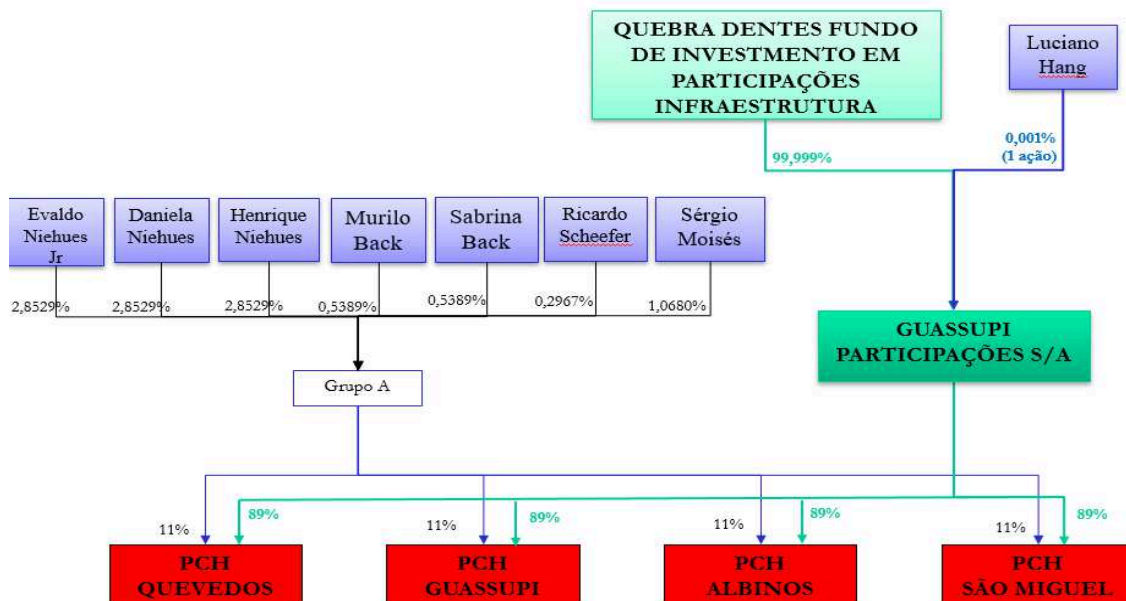 QUEBRA DENTES FUNDO
DE INVESTMENTO EM
PARTICIPAÇÕES
INFRAESTRUTURA
Luciano
Hang
99,999%
0,001%
(1 ação)
Evaldo
Niehues
Jr
Daniela
Niehues
Henrique
Niehues
Murilo
Back
Sabrina
Back
Ricardo
Scheefer
Sérgio
Moisés
2,8529%
2,8529%
2,8529%
0,5389%
0,5389%
0,2967%
1,0680%
GUASSUPI
PARTICIPAÇÕES S/A
Grupo A
11%
89%
11%
89%
11%
89%
11%
89%
PCH
QUEVEDOS
PCH
GUASSUPI
PCH
ALBINOS
PCH
SÃO MIGUEL